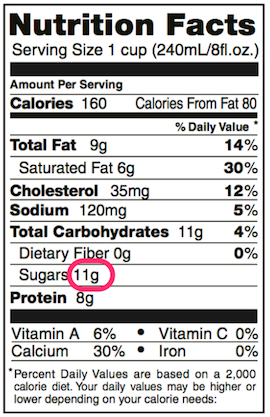 Nutrition Facts
Serving Size 1 cup (240mL/8fl.oz.)
Amount Per Serving
Calories 160 Calories From Fat 80
% Daily Value *
Total Fat 9g 14%
Saturated Fat 6g 30%
Cholesterol 35mg 12%
Sodium 120mg 5%
Total Carbohydrates 11g 4%
Dietary Fiber 0g 0%
Sugars 11g
Protein 8g
Vitamin A 6% • Vitamin C 0%
Calcium 30% • Iron 0%
*Percent Daily Values are based on a 2,000
calorie diet. Your daily values may be higher or
lower depending on your calorie needs: